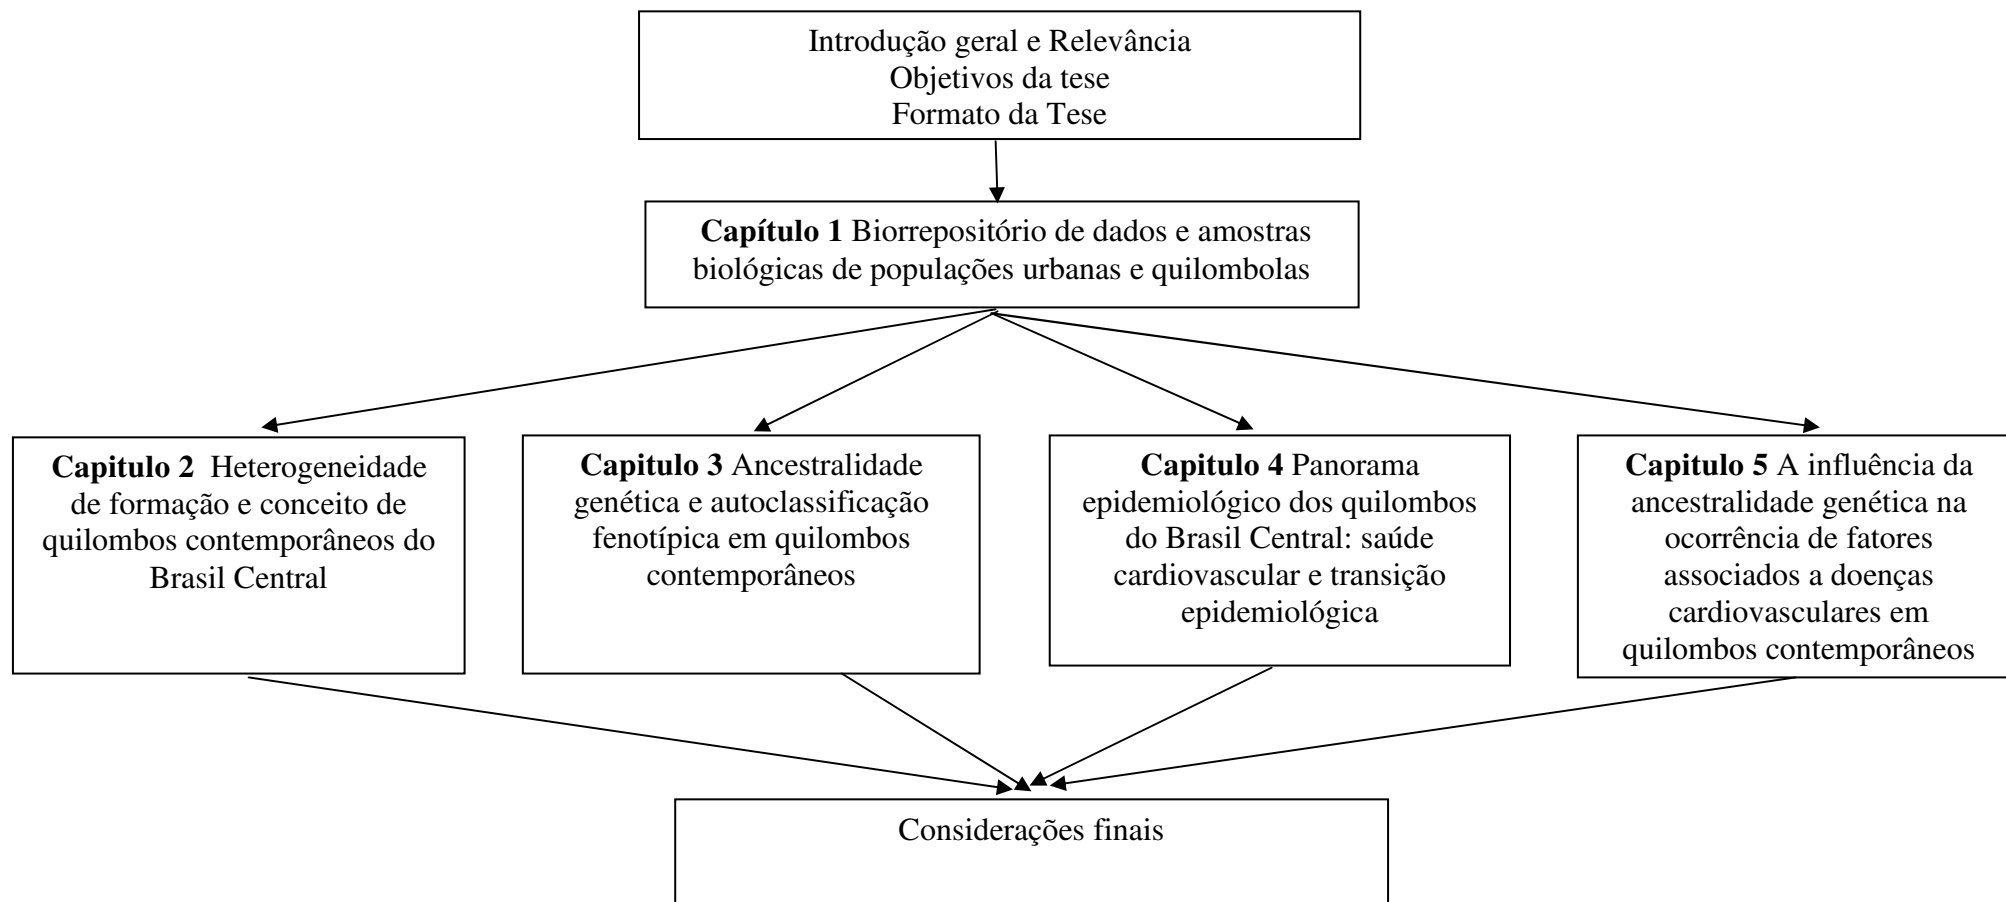 Introdução geral e Relevância
Objetivos da tese
Formato da Tese
Capítulo 1 Biorrepositório de dados e amostras
biológicas de populações urbanas e quilombolas
Capitulo 2  Heterogeneidade
de formação e conceito de
quilombos contemporâneos do
Brasil Central
Capitulo 3 Ancestralidade
genética e autoclassificação
fenotípica em quilombos
contemporâneos
Capitulo 4 Panorama
epidemiológico dos quilombos
do Brasil Central: saúde
cardiovascular e transição
epidemiológica
Capitulo 5 A influência da
ancestralidade genética na
ocorrência de fatores
associados a doenças
cardiovasculares em
quilombos contemporâneos
Considerações finais